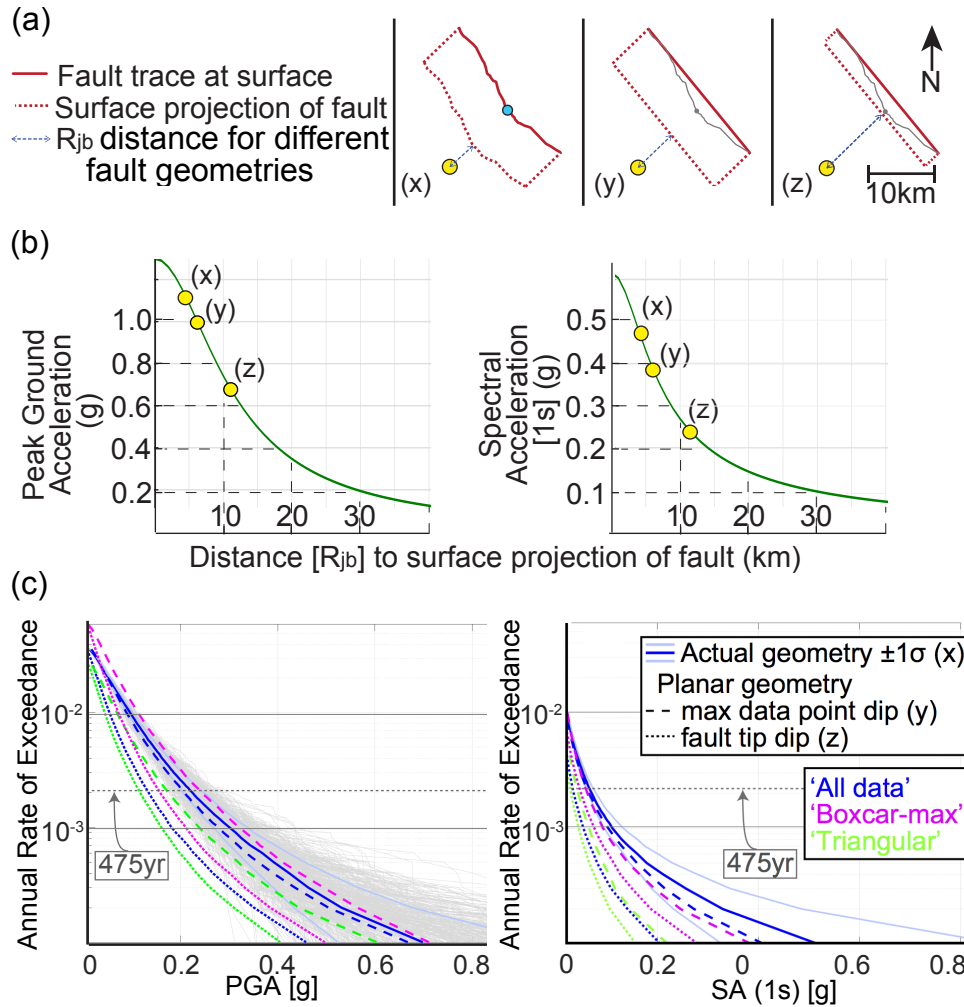 (a)
Fault trace at surface
Surface projection of fault
Rjb distance for different
fault geometries
(x)
(y)
(z)
N
10km
(b)
Peak Ground
Acceleration
(g)
1.0
0.8
0.6
0.4
0.2
(x)
(y)
(z)
10
20
30
Spectral
Acceleration
[1s] (g)
0.5
0.4
0.3
0.2
0.1
(x)
(y)
(z)
10
20
30
Distance [Rjb] to surface projection of fault (km)
(c)
Annual Rate of Exceedance
10-2
10-3
475yr
0
0.2
0.4
0.6
0.8
PGA [g]
Annual Rate of Exceedance
10-2
10-3
Actual geometry ±1σ (x)
Planar geometry
max data point dip (y)
fault tip dip (z)
'All data'
'Boxcar-max'
'Triangular'
475yr
0
0.2
0.4
0.6
0.8
SA (1s) [g]